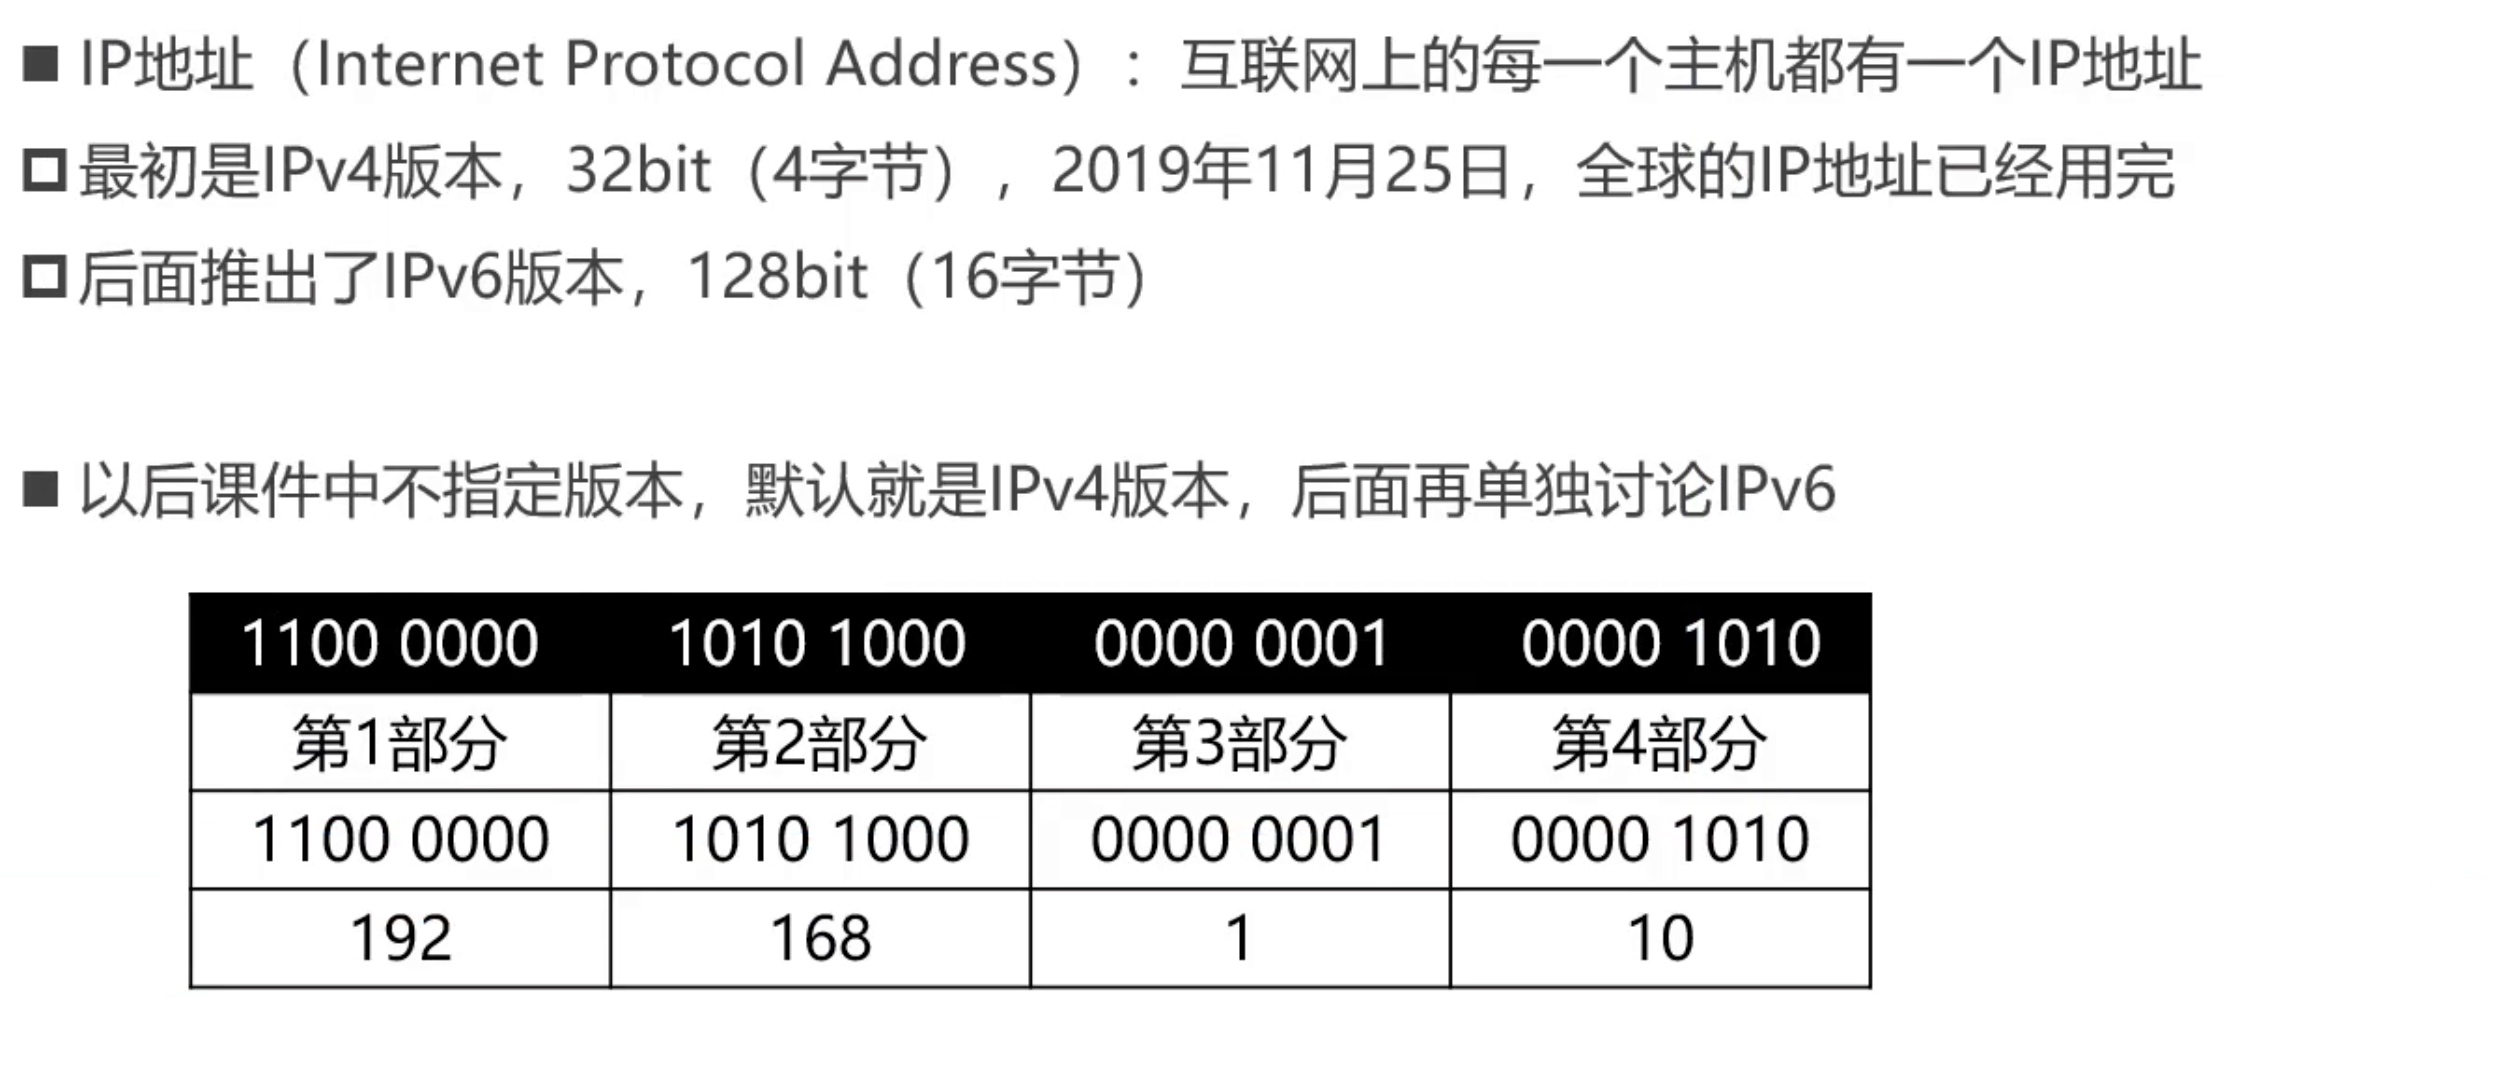 ■ IP地址（Internet Protocol Address）：互联网上的每一个主机都有一个IP地址
最初是IPv4版本，32bit（4字节），2019年11月25日，全球的IP地址已经用完
后面推出了IPv6版本，128bit（16字节）
■ 以后课件中不指定版本，默认就是IPv4版本，后面再单独讨论IPv6
1100 0000 1010 1000 0000 0001 0000 1010
第1部分 第2部分 第3部分 第4部分
1100 0000 1010 1000 0000 0001 0000 1010
192 168 1 10